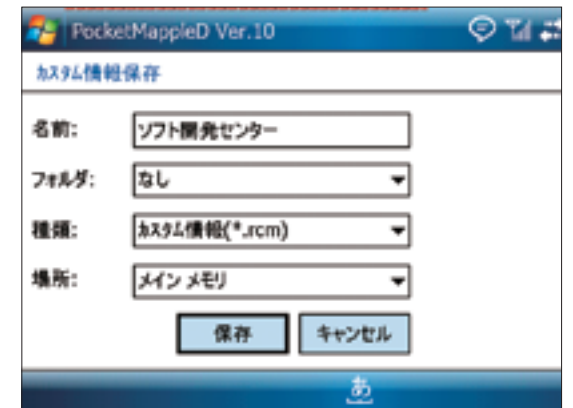 PocketMappleD Ver.10
カスタム情報保存
名前: ソフト開発センター
フォルダ: なし
種類: カスタム情報(*.rcm)
場所: メイン メモリ
保存 キャンセル
あ